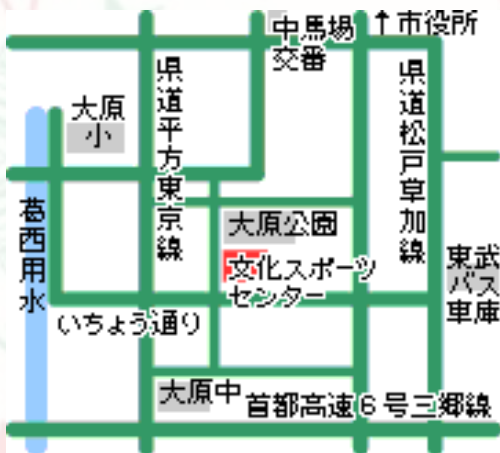 中馬場
交番
↑市役所
県道平方東京線
県道松戸草加線
大原
小
葛西用水
大原公園
文化スポーツ
センター
東武
バス
車庫
いちょう通り
大原中
首都高速6号三郷線